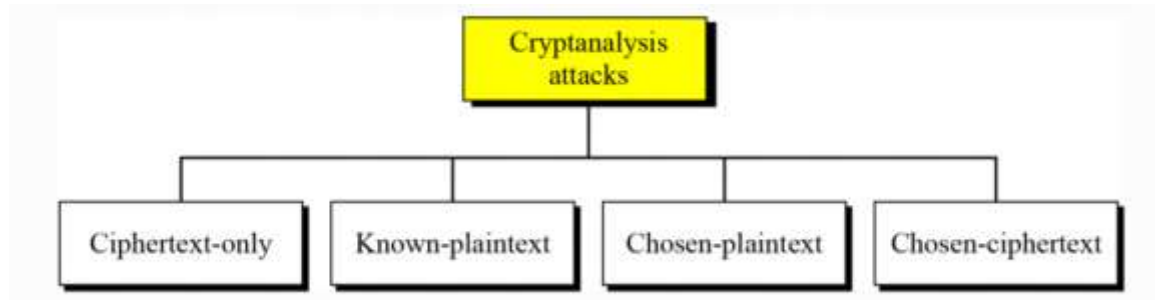 Cryptanalysis
attacks
Ciphertext-only
Known-plaintext
Chosen-plaintext
Chosen-ciphertext